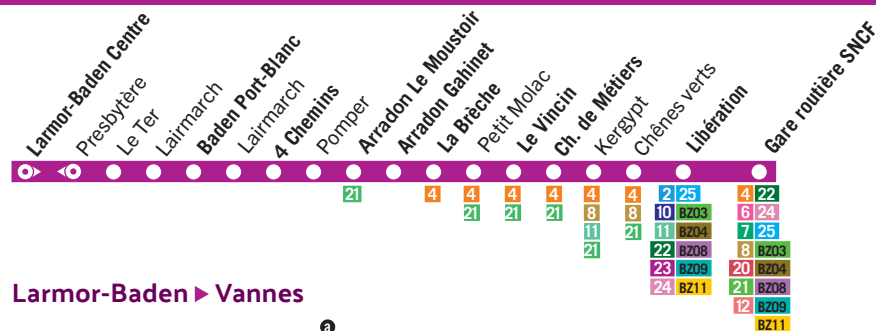 Larmor-Baden Centre
Presbytère
Le Ter
Lairmarch
Baden Port-Blanc
Lairmarch
4 Chemins
Pomper
Arradon Le Moustoir
Arradon Gahinet
La Brèche
Petit Molac
Le Vincin
Ch. de Métiers
Kergypt
Chênes verts
Libération
Gare routière SNCF
21 4 4 4 4 4 4 2 25 4 22
21 21 21 8 8 10 BZ03 6 24
11 21 11 BZ04 7 25
21 22 BZ08 8 BZ03
23 BZ09 20 BZ04
24 BZ11 21 BZ08
12 BZ09
BZ11
Larmor-Baden ▶ Vannes
a